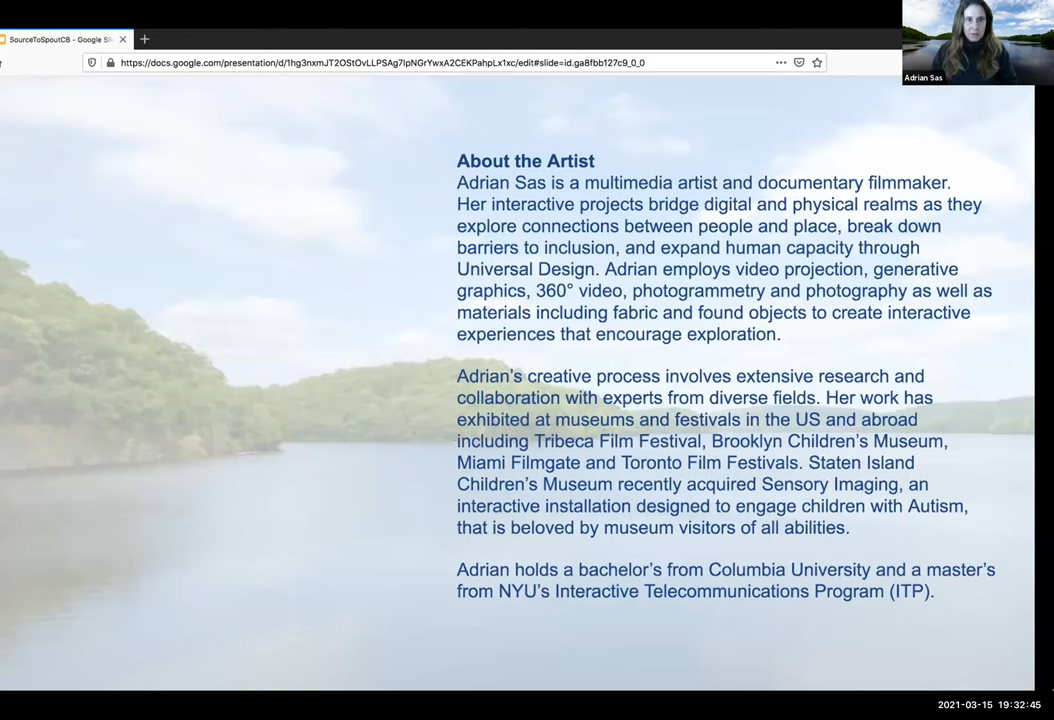 SourceToSpoutCB - Google Sl
https://docs.google.com/presentation/d/1hg3nxmJT2OStOvLLPSAg7lpNGrYwxA2CEKPahpLx1xc/edit#slide=id.ga8fbb127c9_0_0
Adrian Sas
About the Artist
Adrian Sas is a multimedia artist and documentary filmmaker.
Her interactive projects bridge digital and physical realms as they
explore connections between people and place, break down
barriers to inclusion, and expand human capacity through
Universal Design. Adrian employs video projection, generative
graphics, 360° video, photogrammetry and photography as well as
materials including fabric and found objects to create interactive
experiences that encourage exploration.
Adrian’s creative process involves extensive research and
collaboration with experts from diverse fields. Her work has
exhibited at museums and festivals in the US and abroad
including Tribeca Film Festival, Brooklyn Children’s Museum,
Miami Filmgate and Toronto Film Festivals. Staten Island
Children’s Museum recently acquired Sensory Imaging, an
interactive installation designed to engage children with Autism,
that is beloved by museum visitors of all abilities.
Adrian holds a bachelor’s from Columbia University and a master’s
from NYU’s Interactive Telecommunications Program (ITP).
2021-03-15 19:32:45